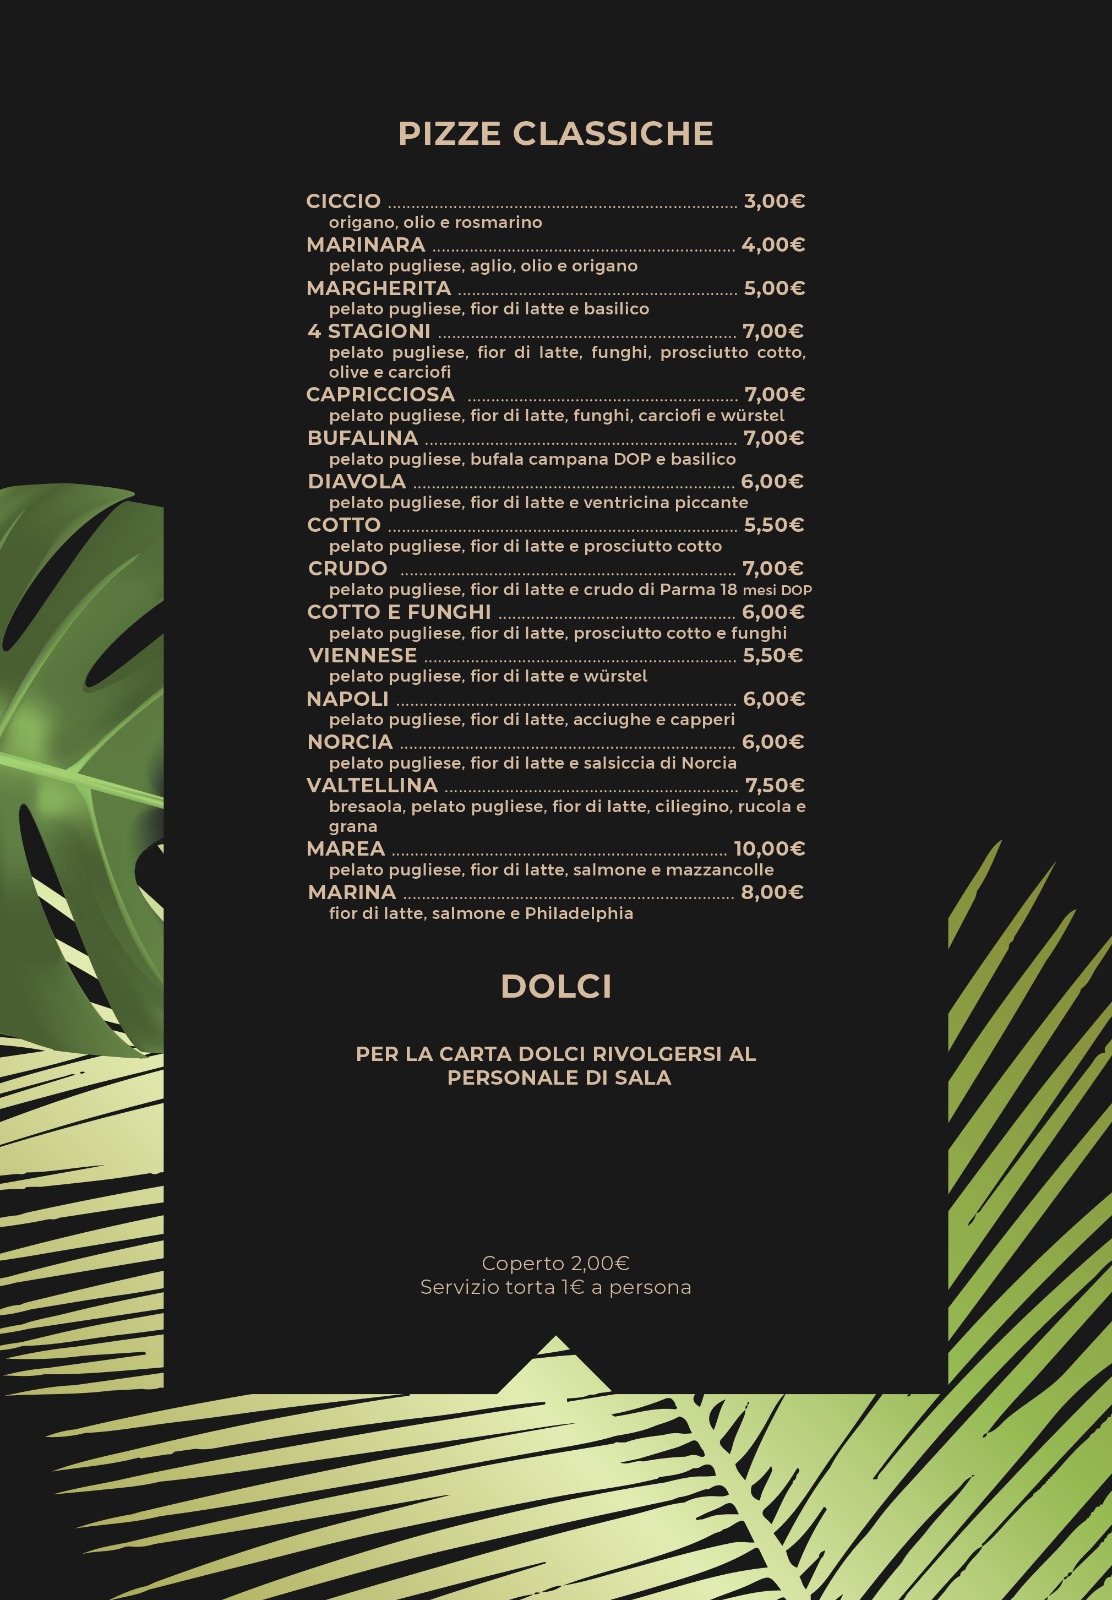 PIZZE CLASSICHE
CICCIO ........................................................................... 3,00€
origano, olio e rosmarino
MARINARA ................................................................. 4,00€
pelato pugliese, aglio, olio e origano
MARGHERITA ............................................................ 5,00€
pelato pugliese, fior di latte e basilico
4 STAGIONI ................................................................ 7,00€
pelato pugliese, fior di latte, funghi, prosciutto cotto,
olive e carciofi
CAPRICCIOSA .......................................................... 7,00€
pelato pugliese, fior di latte, funghi, carciofi e würstel
BUFALINA ................................................................... 7,00€
pelato pugliese, bufala campana DOP e basilico
DIAVOLA ..................................................................... 6,00€
pelato pugliese, fior di latte e ventricina piccante
COTTO ........................................................................... 5,50€
pelato pugliese, fior di latte e prosciutto cotto
CRUDO ........................................................................ 7,00€
pelato pugliese, fior di latte e crudo di Parma 18 mesi DOP
COTTO E FUNGHI ................................................... 6,00€
pelato pugliese, fior di latte, prosciutto cotto e funghi
VIENNESE ................................................................... 5,50€
pelato pugliese, fior di latte e würstel
NAPOLI ......................................................................... 6,00€
pelato pugliese, fior di latte, acciughe e capperi
NORCIA ........................................................................ 6,00€
pelato pugliese, fior di latte e salsiccia di Norcia
VALTELLINA ............................................................... 7,50€
bresaola, pelato pugliese, fior di latte, ciliegino, rucola e
grana
MAREA ........................................................................ 10,00€
pelato pugliese, fior di latte, salmone e mazzancolle
MARINA ....................................................................... 8,00€
fior di latte, salmone e Philadelphia
DOLCI
PER LA CARTA DOLCI RIVOLGERSI AL
PERSONALE DI SALA
Coperto 2,00€
Servizio torta 1€ a persona